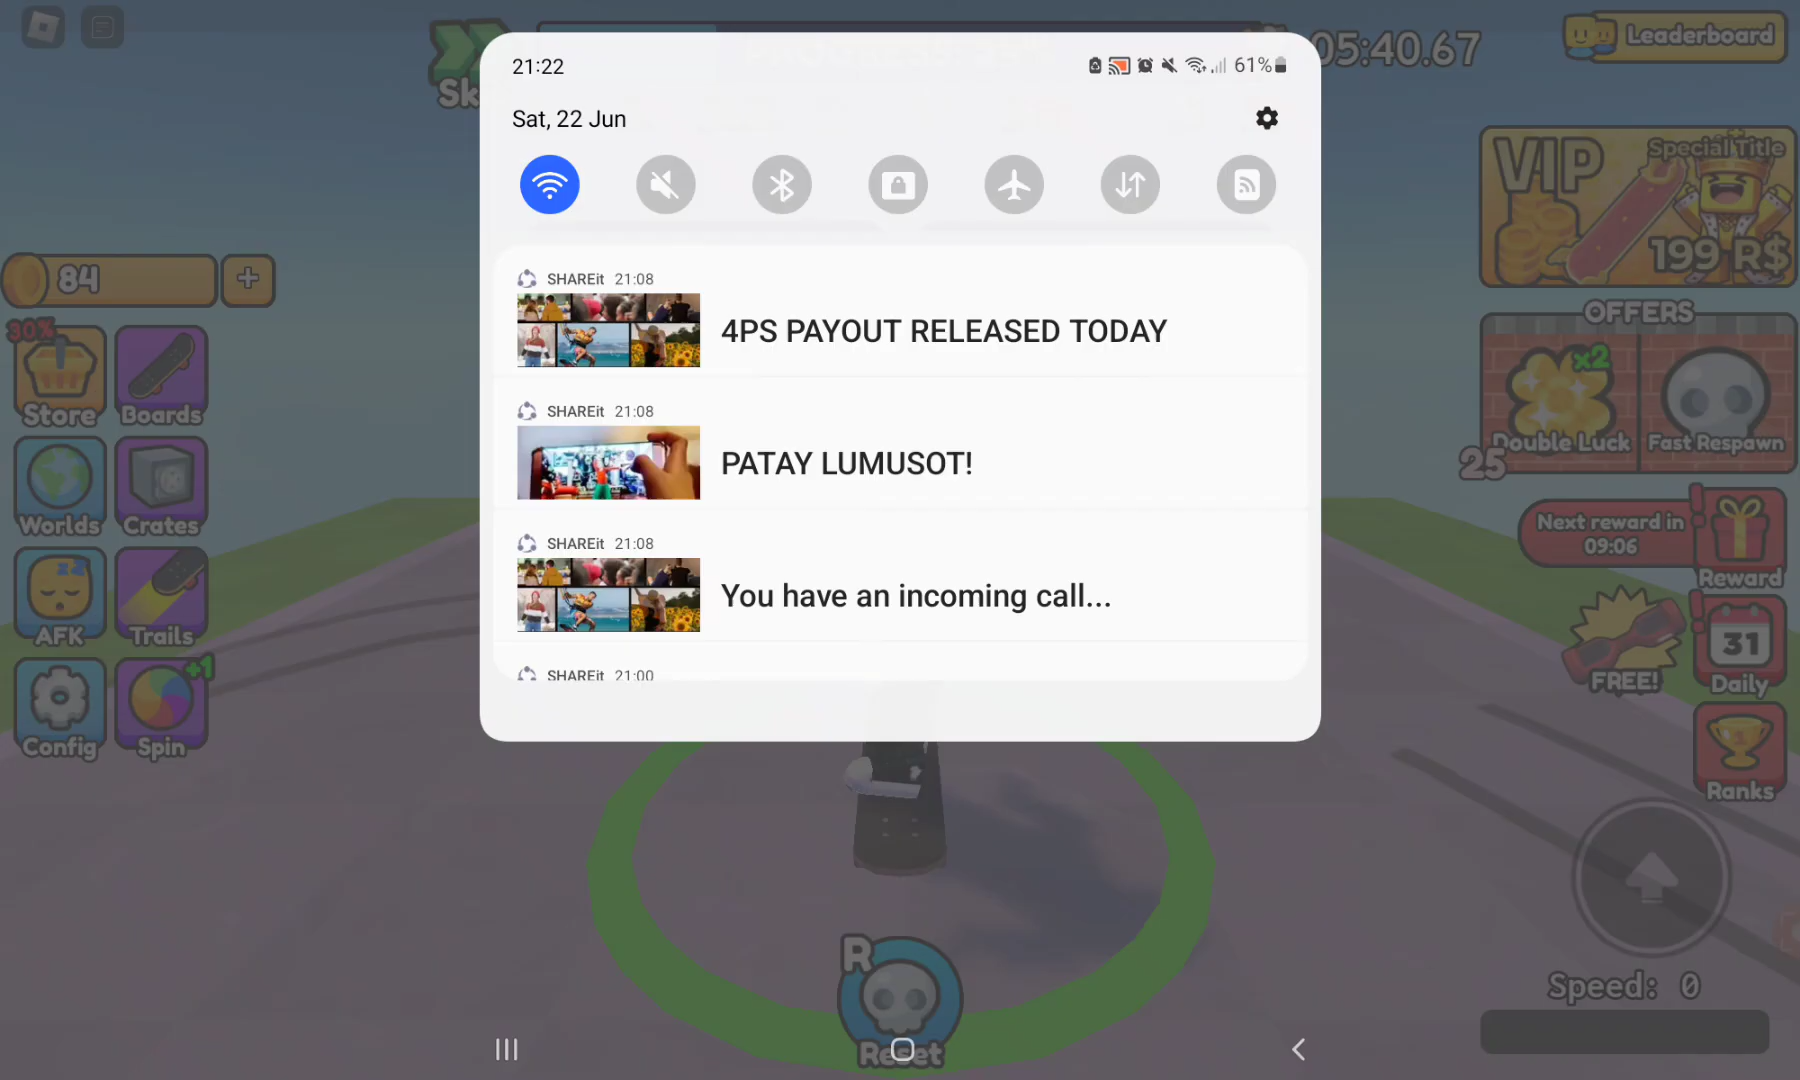 21:22
61%
Sat, 22 Jun
SHAREit 21:08
4PS PAYOUT RELEASED TODAY
SHAREit 21:08
PATAY LUMUSOT!
SHAREit 21:08
You have an incoming call...
SHAREit 21:00
Sk
05:40.67
Leaderboard
84
+
30%
Store
Boards
Worlds
Crates
zz
AFK
Trails
Config
+1
Spin
VIP
Special Title
199 R$
OFFERS
x2
Double Luck
Fast Respawn
25
Next reward in
09:06
!
Reward
FREE!
!
31
Daily
1
Ranks
R
Reset
Speed: 0